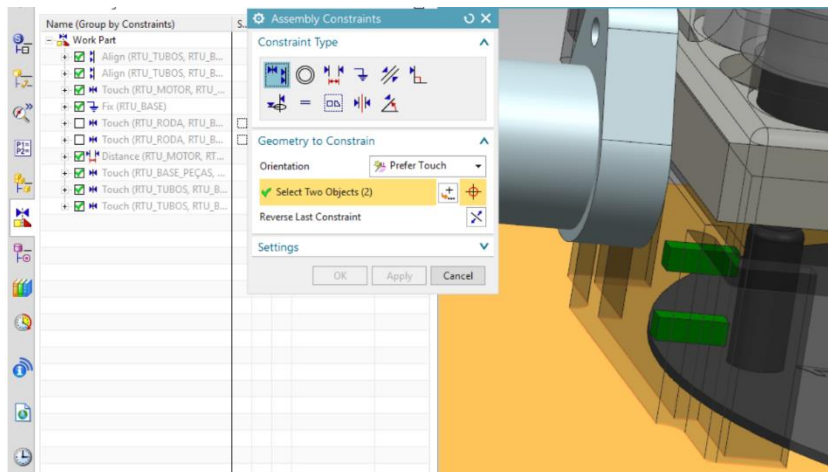 Name (Group by Constraints)
S...
Work Part
Align (RTU_TUBOS, RTU_B...
Align (RTU_TUBOS, RTU_B...
Touch (RTU_MOTOR, RTU_...
Fix (RTU_BASE)
Touch (RTU_RODA, RTU_B...
Touch (RTU_RODA, RTU_B...
Distance (RTU_MOTOR, RT...
Touch (RTU_BASE_PEÇAS, ...
Touch (RTU_TUBOS, RTU_B...
Touch (RTU_TUBOS, RTU_B...
Assembly Constraints
Constraint Type
Geometry to Constrain
Orientation
Prefer Touch
Select Two Objects (2)
Reverse Last Constraint
Settings
OK
Apply
Cancel
P1=
P2=